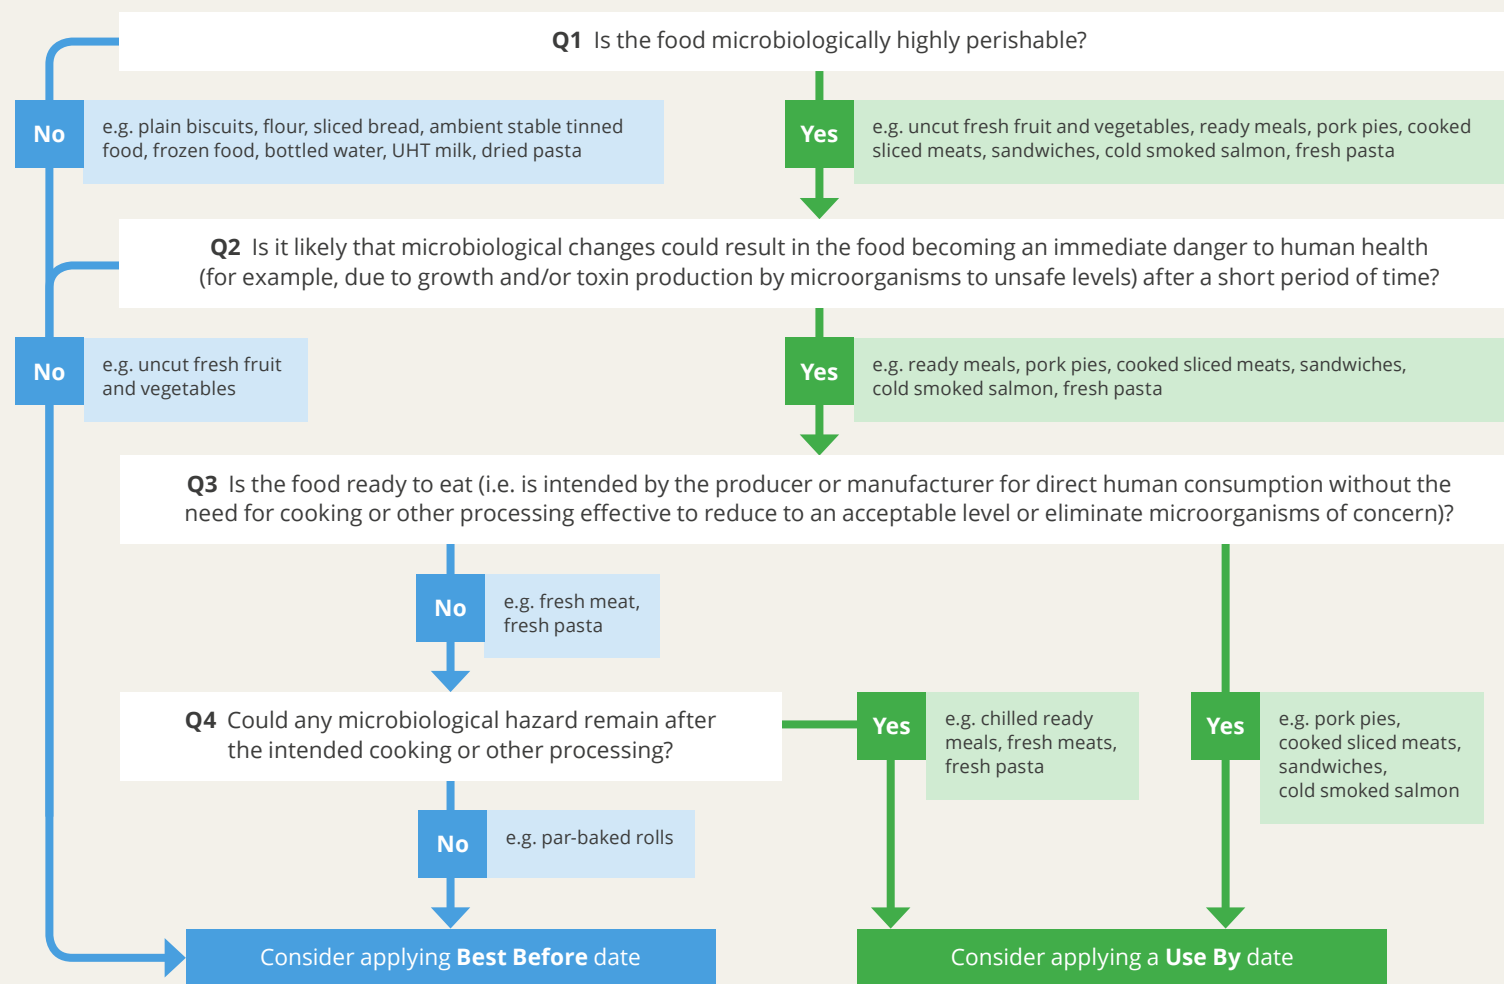 Q1 Is the food microbiologically highly perishable?
No
e.g. plain biscuits, flour, sliced bread, ambient stable tinned
food, frozen food, bottled water, UHT milk, dried pasta
Yes
e.g. uncut fresh fruit and vegetables, ready meals, pork pies, cooked
sliced meats, sandwiches, cold smoked salmon, fresh pasta
Q2 Is it likely that microbiological changes could result in the food becoming an immediate danger to human health
(for example, due to growth and/or toxin production by microorganisms to unsafe levels) after a short period of time?
No
e.g. uncut fresh fruit
and vegetables
Yes
e.g. ready meals, pork pies, cooked sliced meats, sandwiches,
cold smoked salmon, fresh pasta
Q3 Is the food ready to eat (i.e. is intended by the producer or manufacturer for direct human consumption without the
need for cooking or other processing effective to reduce to an acceptable level or eliminate microorganisms of concern)?
No
e.g. fresh meat,
fresh pasta
Q4 Could any microbiological hazard remain after
the intended cooking or other processing?
Yes
e.g. chilled ready
meals, fresh meats,
fresh pasta
Yes
e.g. pork pies,
cooked sliced meats,
sandwiches,
cold smoked salmon
No
e.g. par-baked rolls
Consider applying Best Before date
Consider applying a Use By date